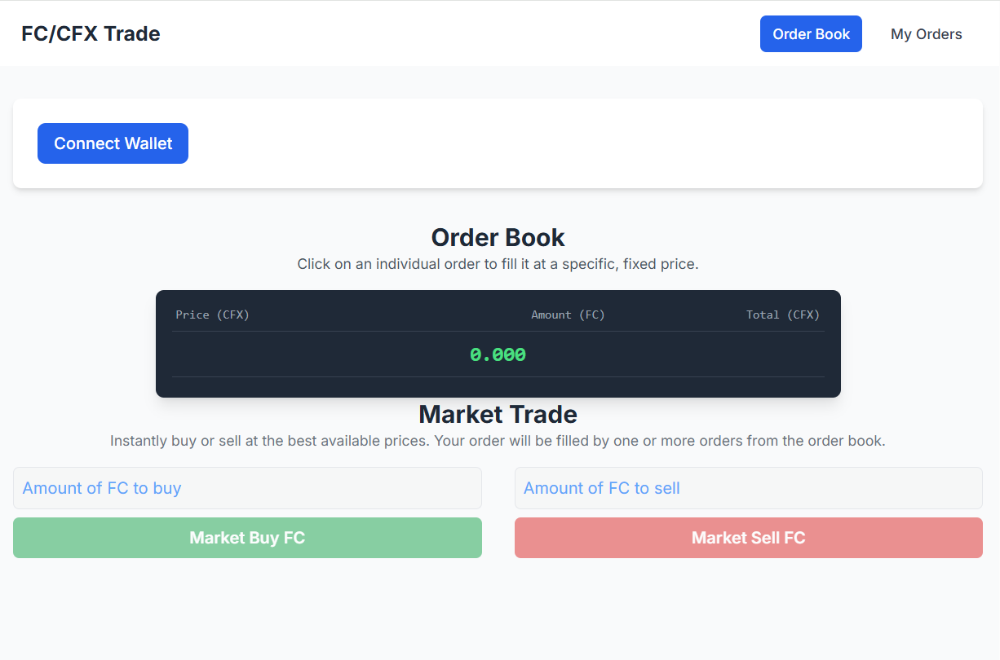 FC/CFX Trade
Order Book
My Orders
Connect Wallet
Order Book
Click on an individual order to fill it at a specific, fixed price.
Price (CFX) Amount (FC) Total (CFX)
0.000
Market Trade
Instantly buy or sell at the best available prices. Your order will be filled by one or more orders from the order book.
Amount of FC to buy
Amount of FC to sell
Market Buy FC
Market Sell FC